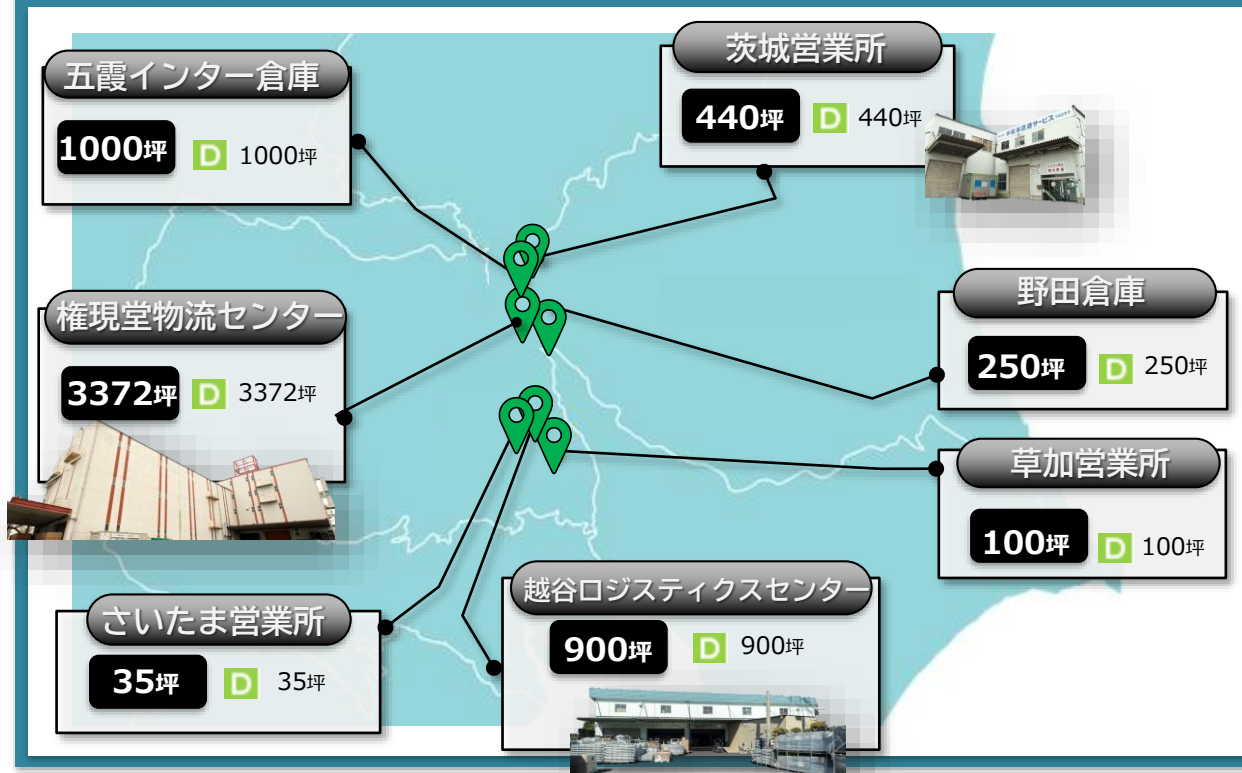 五霞インター倉庫
1000坪 D 1000坪
茨城営業所
440坪 D 440坪
権現堂物流センター
3372坪 D 3372坪
野田倉庫
250坪 D 250坪
草加営業所
100坪 D 100坪
さいたま営業所
35坪 D 35坪
越谷ロジスティクスセンター
900坪 D 900坪